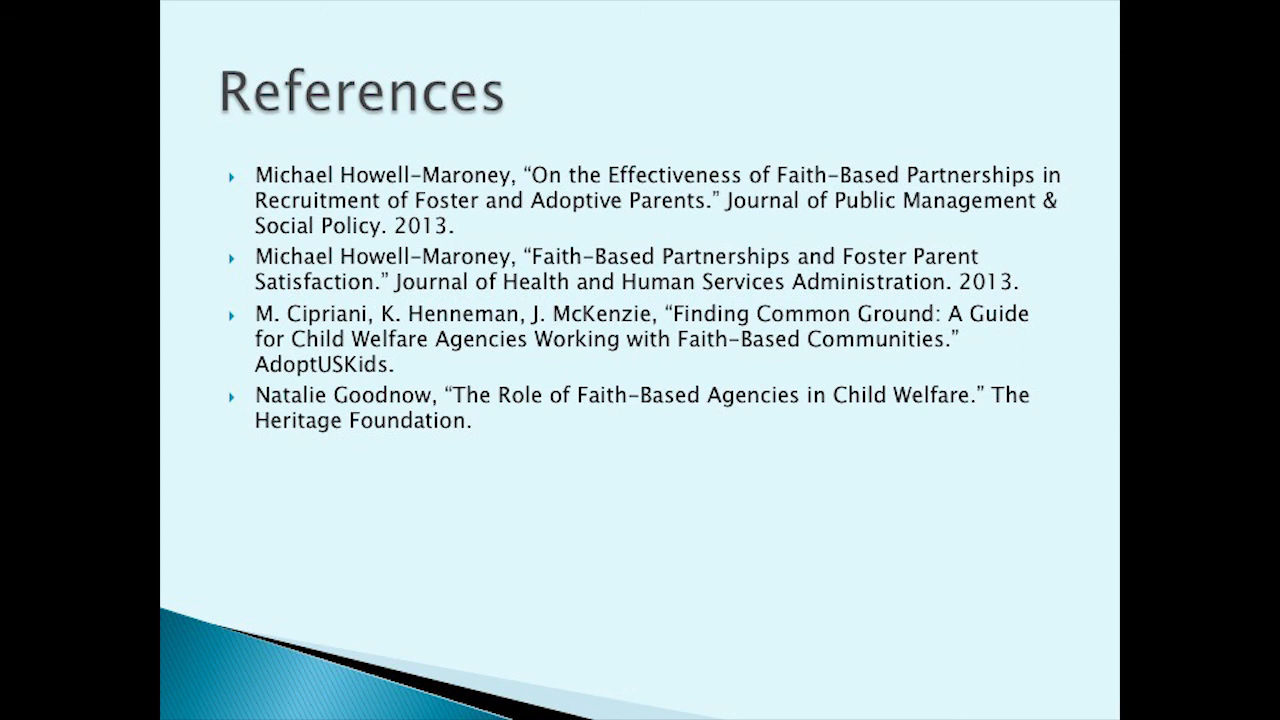 References
Michael Howell-Maroney, “On the Effectiveness of Faith-Based Partnerships in
Recruitment of Foster and Adoptive Parents.” Journal of Public Management &
Social Policy. 2013.
Michael Howell-Maroney, “Faith-Based Partnerships and Foster Parent
Satisfaction.” Journal of Health and Human Services Administration. 2013.
M. Cipriani, K. Henneman, J. McKenzie, “Finding Common Ground: A Guide
for Child Welfare Agencies Working with Faith-Based Communities.”
AdoptUSKids.
Natalie Goodnow, “The Role of Faith-Based Agencies in Child Welfare.” The
Heritage Foundation.